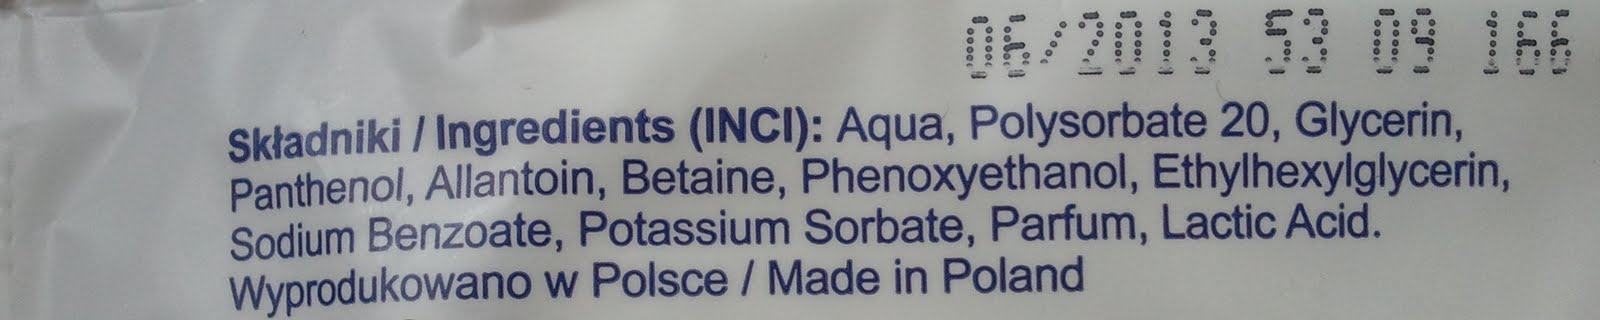 06/2013 53 09 166
Składniki / Ingredients (INCI): Aqua, Polysorbate 20, Glycerin,
Panthenol, Allantoin, Betaine, Phenoxyethanol, Ethylhexylglycerin,
Sodium Benzoate, Potassium Sorbate, Parfum, Lactic Acid.
Wyprodukowano w Polsce / Made in Poland